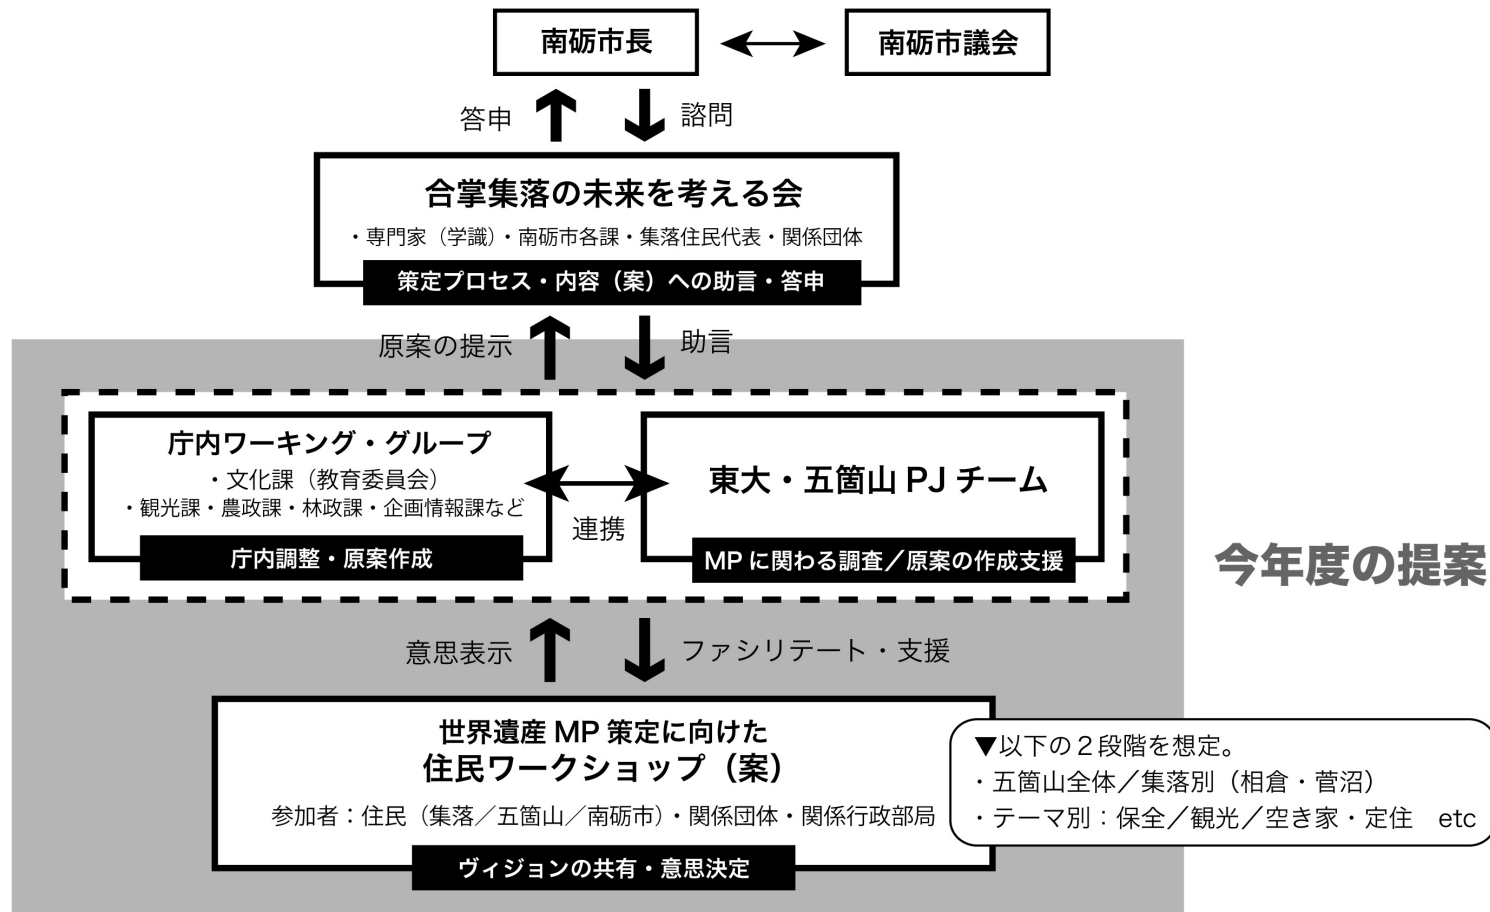 南砺市長
南砺市議会
答申
諮問
合掌集落の未来を考える会
・専門家（学識）・南砺市各課・集落住民代表・関係団体
策定プロセス・内容（案）への助言・答申
原案の提示
助言
庁内ワーキング・グループ
・文化課（教育委員会）
・観光課・農政課・林政課・企画情報課など
庁内調整・原案作成
連携
東大・五箇山 PJ チーム
MP に関わる調査／原案の作成支援
今年度の提案
意思表示
ファシリテート・支援
世界遺産 MP 策定に向けた
住民ワークショップ（案）
参加者：住民（集落／五箇山／南砺市）・関係団体・関係行政部局
ヴィジョンの共有・意思決定
▼以下の２段階を想定。
・五箇山全体／集落別（相倉・菅沼）
・テーマ別：保全／観光／空き家・定住　etc